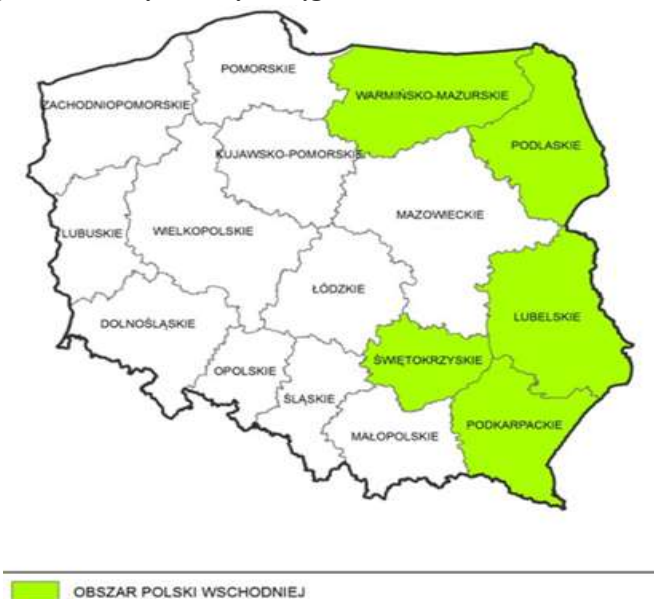 POMORSKIE
WARMIŃSKO-MAZURSKIE
ZACHODNIOPOMORSKIE
PODLASKIE
KUJAWSKO-POMORSKIE
MAZOWIECKIE
LUBUSKIE
WIELKOPOLSKIE
ŁÓDZKIE
LUBELSKIE
DOLNOŚLĄSKIE
ŚWIĘTOKRZYSKIE
OPOLSKIE
ŚLĄSKIE
PODKARPACKIE
MAŁOPOLSKIE
OBSZAR POLSKI WSCHODNIEJ